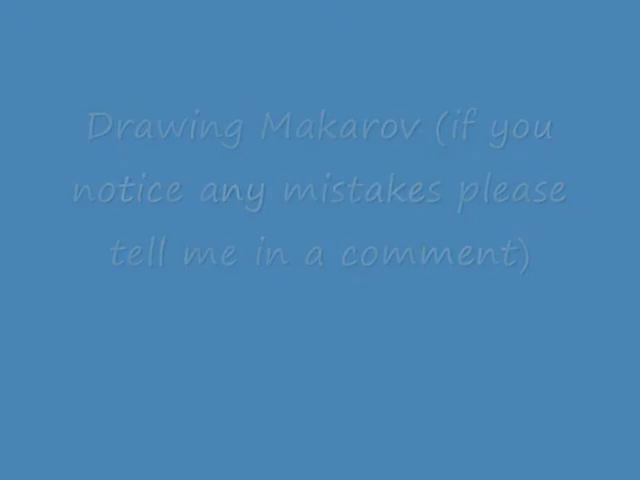 Drawing Makarov (if you
notice any mistakes please
tell me in a comment)